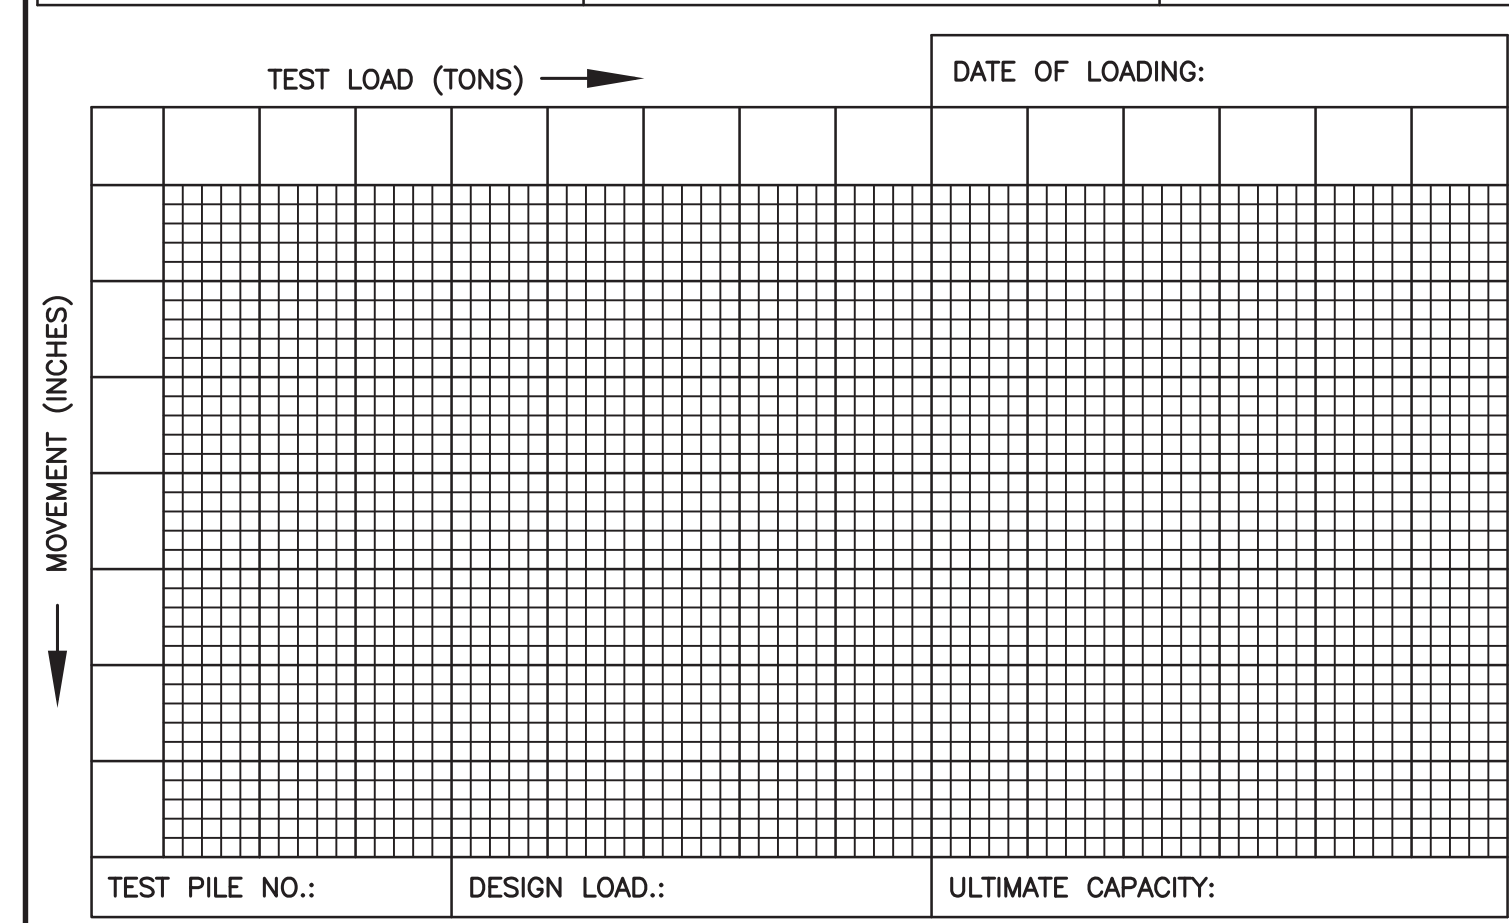 TEST LOAD (TONS)
DATE OF LOADING:
MOVEMENT (INCHES)
TEST PILE NO.:
DESIGN LOAD.:
ULTIMATE CAPACITY: